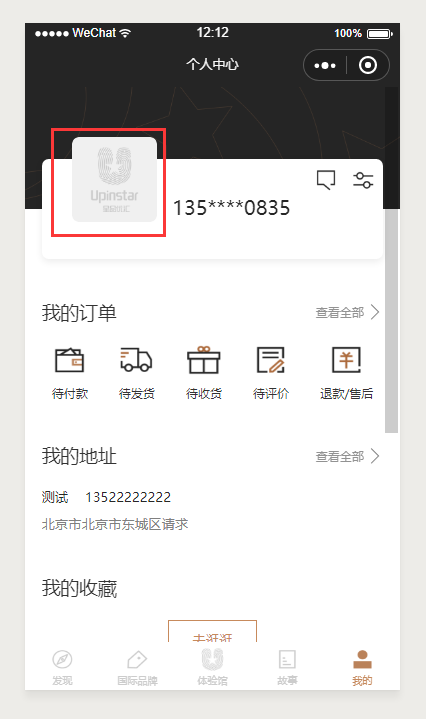 ●●●●● WeChat 12:12 100%
个人中心
Upinstar
135****0835
我的订单 查看全部
待付款 待发货 待收货 待评价 退款/售后
我的地址 查看全部
测试 13522222222
北京市北京市东城区请求
我的收藏
去逛逛
发现 国际品牌 体验馆 故事 我的